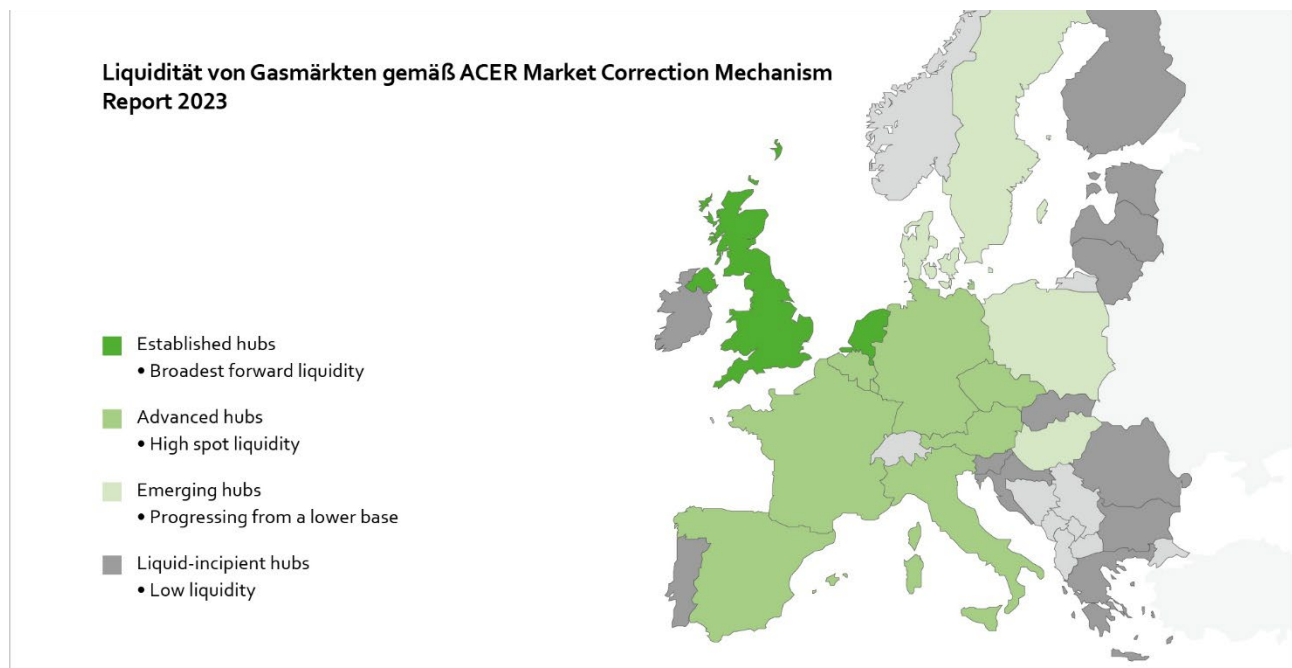 Liquidität von Gasmärkten gemäß ACER Market Correction Mechanism
Report 2023
Established hubs
• Broadest forward liquidity
Advanced hubs
• High spot liquidity
Emerging hubs
• Progressing from a lower base
Liquid-incipient hubs
• Low liquidity